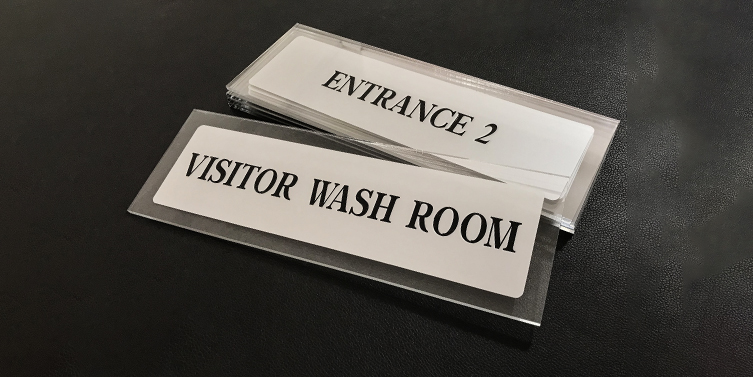 ENTRANCE 2
VISITOR WASH ROOM